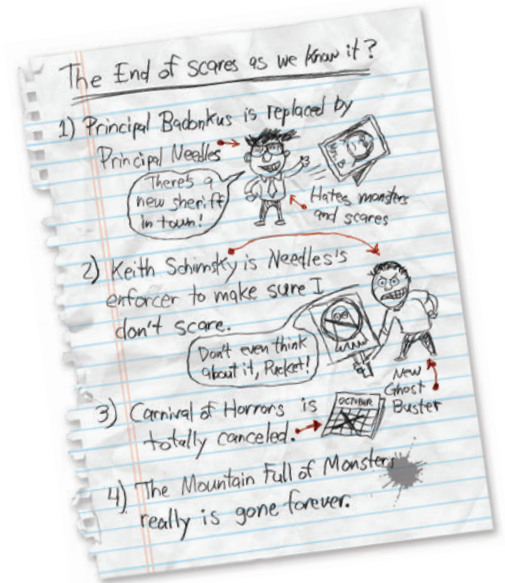 The End of scares as we know it?
1) Principal Badonkus is replaced by
Principal Needles
There's a
new sheriff
in town!
Hates monsters
and scares
2) Keith Schimsky is Needles's
enforcer to make sure I
don't scare.
Don't even think
about it, Pucket!
New
Ghost
Buster
3) Carnival of Horrors is
totally canceled.
OCTOBER
4) The Mountain Full of Monsters
really is gone forever.